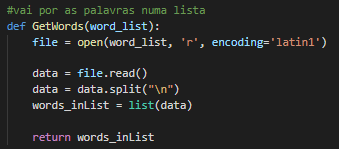 #vai por as palavras numa lista
def GetWords(word_list):
    file = open(word_list, 'r', encoding='latin1')

    data = file.read()
    data = data.split("\n")
    words_inList = list(data)

    return words_inList